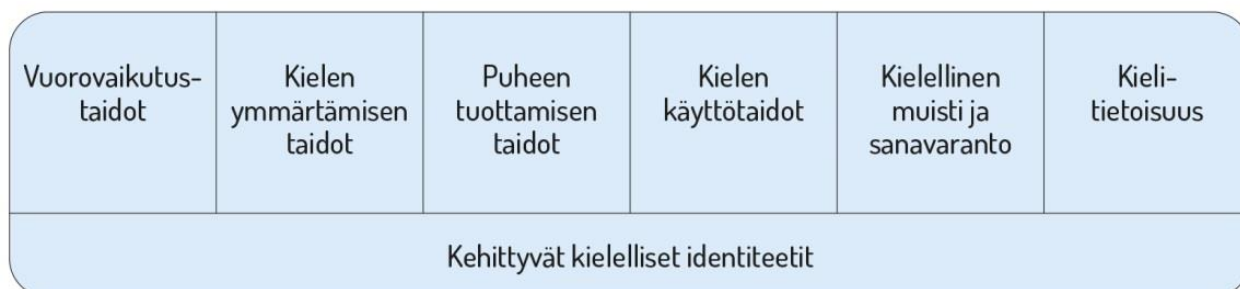 Vuorovaikutus-
taidot
Kielen
ymmärtämisen
taidot
Puheen
tuottamisen
taidot
Kielen
käyttötaidot
Kielellinen
muisti ja
sanavaranto
Kieli-
tietoisuus
Kehittyvät kielelliset identiteetit